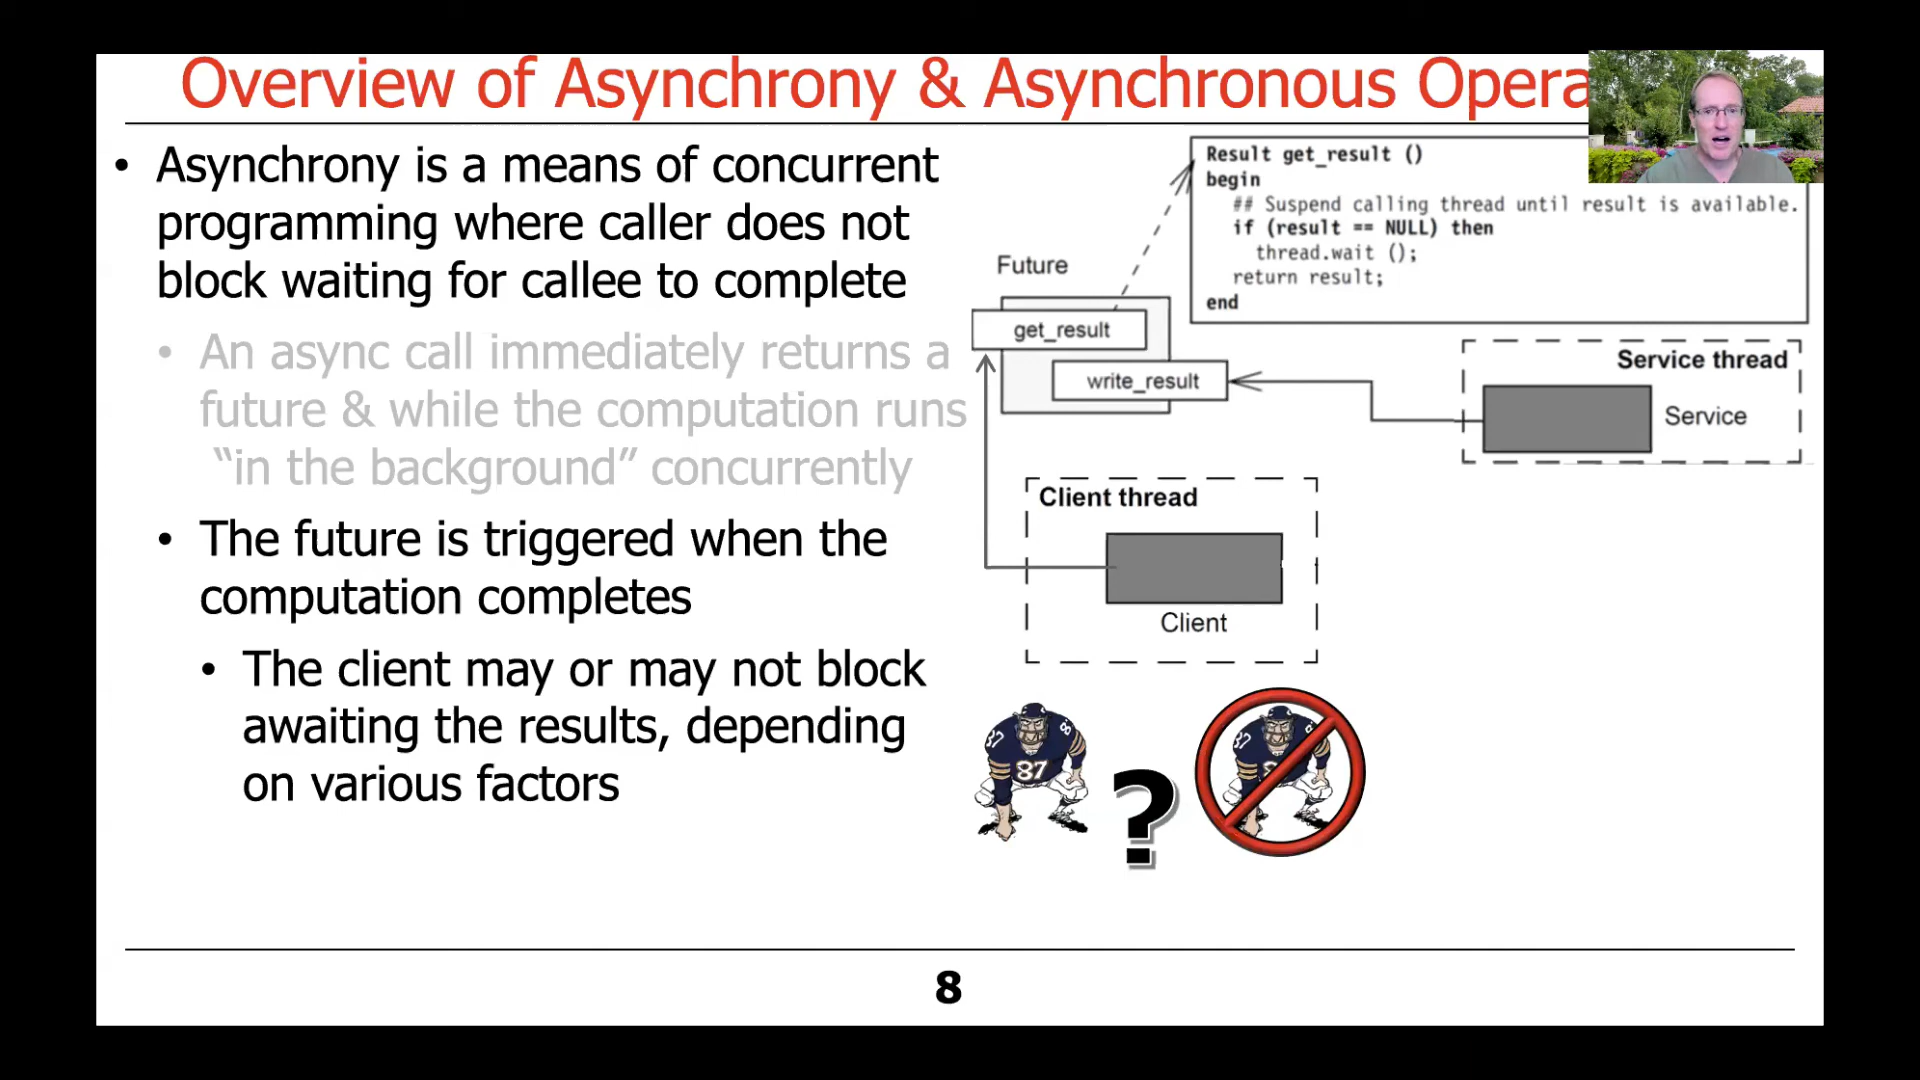 Overview of Asynchrony & Asynchronous Opera
• Asynchrony is a means of concurrent
programming where caller does not
block waiting for callee to complete
• An async call immediately returns a
future & while the computation runs
“in the background” concurrently
• The future is triggered when the
computation completes
• The client may or may not block
awaiting the results, depending
on various factors
Result get_result ()
begin
## Suspend calling thread until result is available.
if (result == NULL) then
thread.wait ();
return result;
end
Future
get_result
write_result
Service thread
Service
Client thread
Client
37 87 8
?
37 8
8